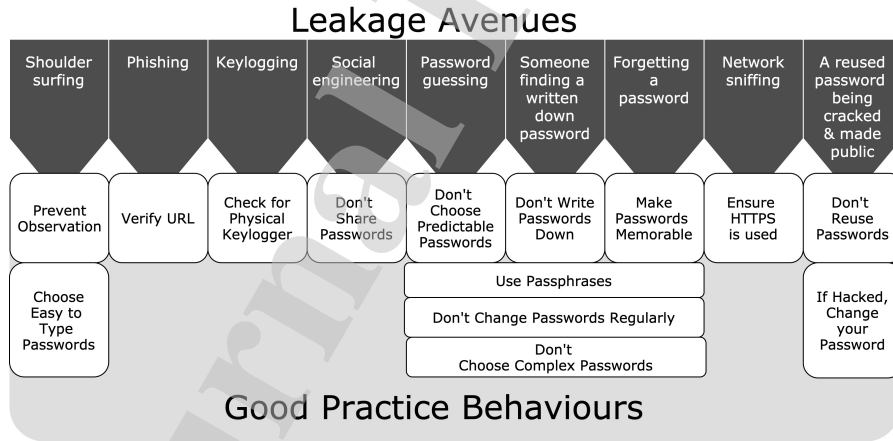 Leakage Avenues
Shoulder
surfing
Phishing
Keylogging
Social
engineering
Password
guessing
Someone
finding a
written
down
password
Forgetting
a
password
Network
sniffing
A reused
password
being
cracked
& made
public
Prevent
Observation
Verify URL
Check for
Physical
Keylogger
Don't
Share
Passwords
Don't
Choose
Predictable
Passwords
Don't Write
Passwords
Down
Make
Passwords
Memorable
Ensure
HTTPS
is used
Don't
Reuse
Passwords
Choose
Easy to
Type
Passwords
Use Passphrases
Don't Change Passwords Regularly
Don't
Choose Complex Passwords
If Hacked,
Change
your
Password
Good Practice Behaviours